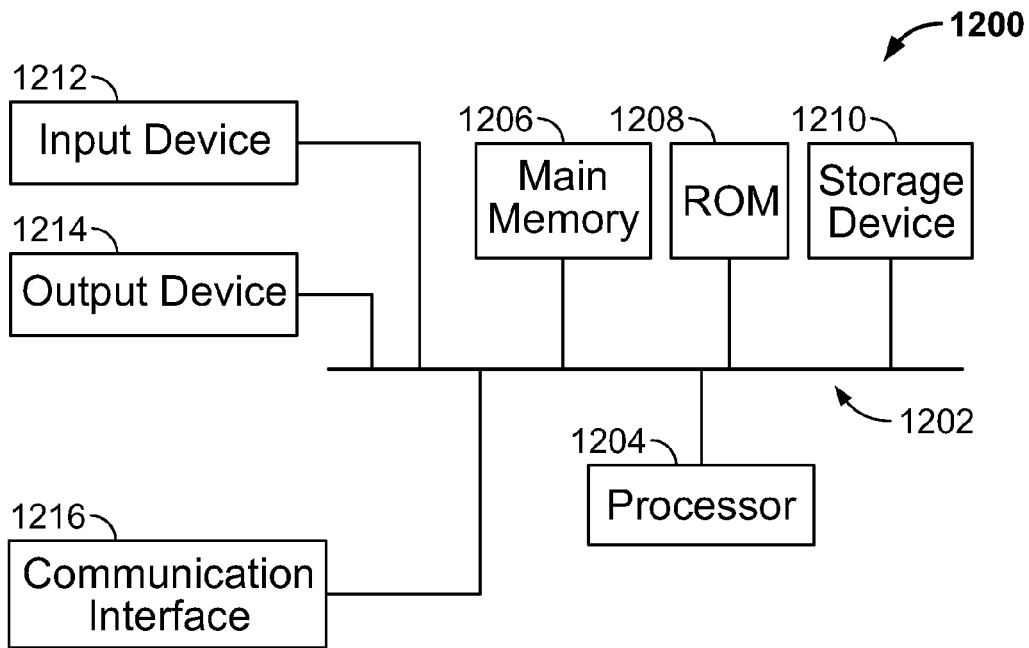 1200
1212
Input Device
1206
Main
Memory
1208
ROM
1210
Storage
Device
1214
Output Device
1202
1204
Processor
1216
Communication
Interface